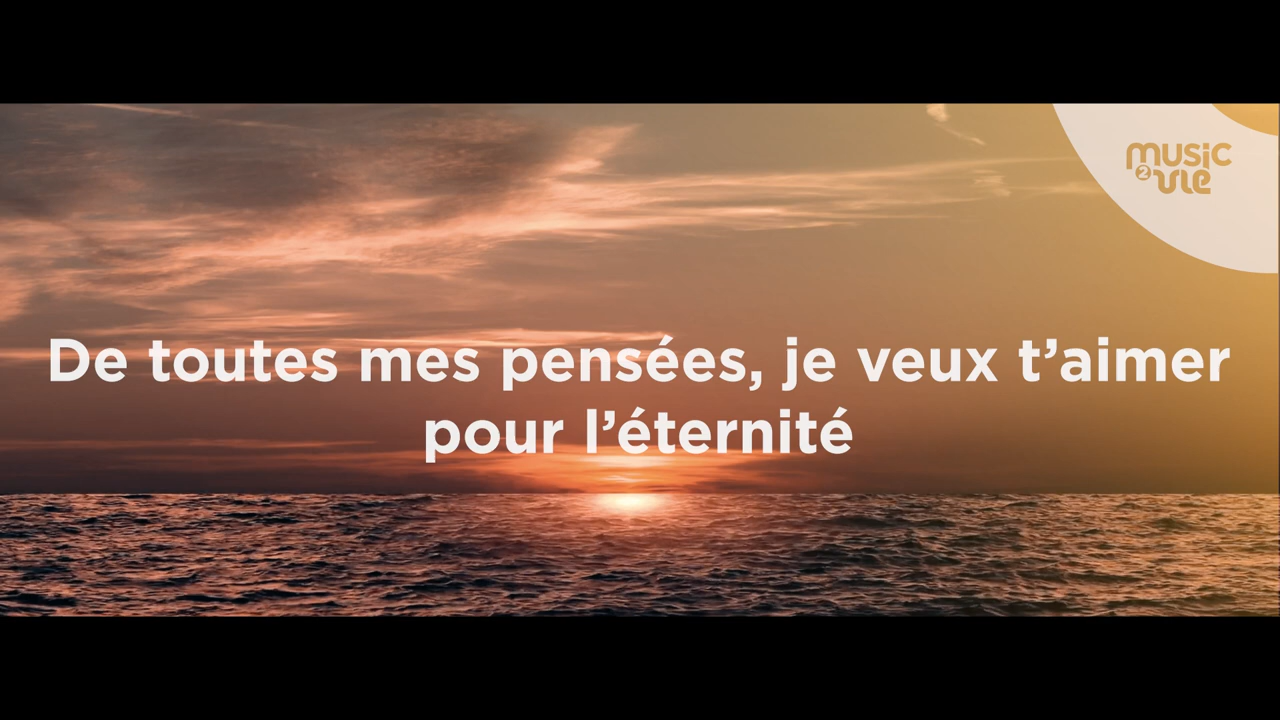 music
2 vie
De toutes mes pensées, je veux t’aimer
pour l’éternité